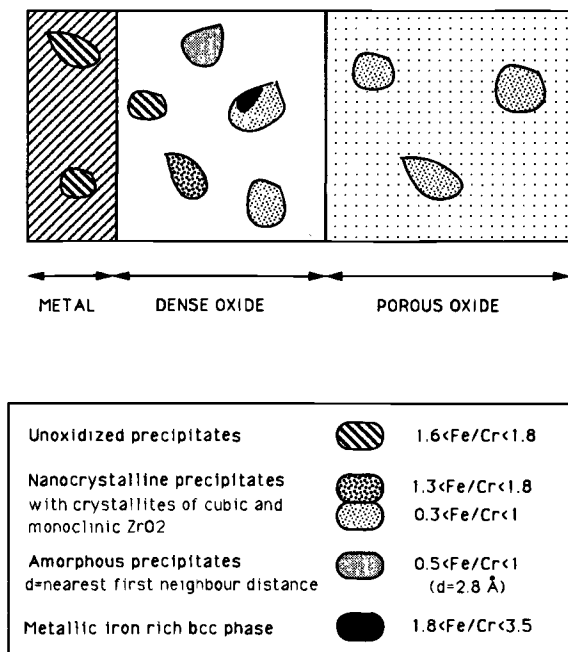 METAL DENSE OXIDE POROUS OXIDE
Unoxidized precipitates 1.6<Fe/Cr<1.8
Nanocrystalline precipitates 1.3<Fe/Cr<1.8
with crystallites of cubic and
monoclinic ZrO2 0.3<Fe/Cr<1
Amorphous precipitates 0.5<Fe/Cr<1
d=nearest first neighbour distance (d=2.8 Å)
Metallic iron rich bcc phase 1.8<Fe/Cr<3.5